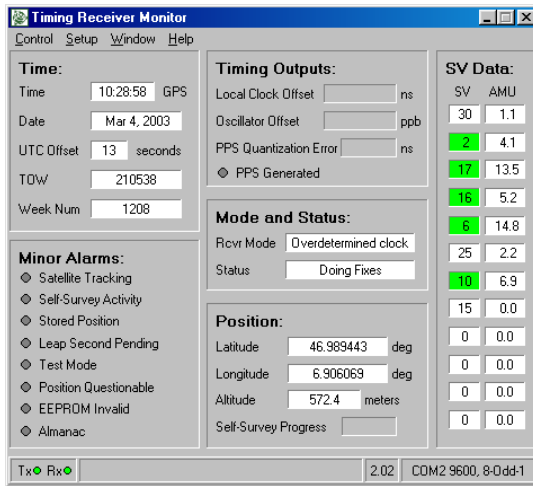 Timing Receiver Monitor
Control Setup Window Help
Time:
Time 10:28:58 GPS
Date Mar 4, 2003
UTC Offset 13 seconds
TOW 210538
Week Num 1208
Minor Alarms:
Satellite Tracking
Self-Survey Activity
Stored Position
Leap Second Pending
Test Mode
Position Questionable
EEPROM Invalid
Almanac
Timing Outputs:
Local Clock Offset ns
Oscillator Offset ppb
PPS Quantization Error ns
PPS Generated
Mode and Status:
Rcvr Mode Overdetermined clock
Status Doing Fixes
Position:
Latitude 46.989443 deg
Longitude 6.906069 deg
Altitude 572.4 meters
Self-Survey Progress
SV Data:
SV AMU
30 1.1
2 4.1
17 13.5
16 5.2
6 14.8
25 2.2
10 6.9
15 0.0
0 0.0
0 0.0
0 0.0
0 0.0
Tx Rx 2.02 COM2 9600, 8-Odd-1